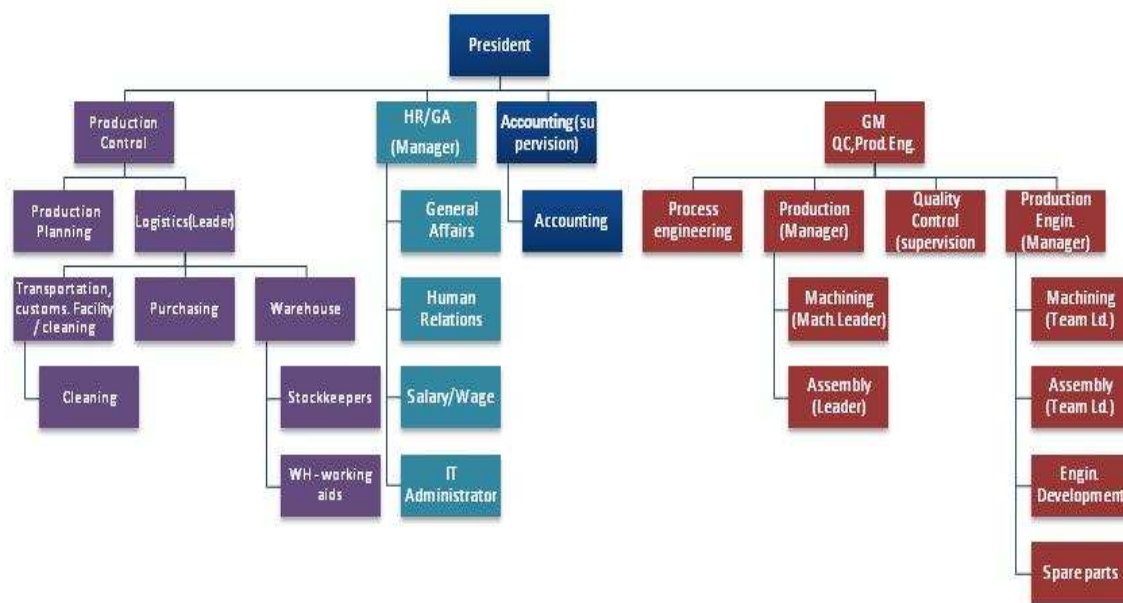 President
Production
Control
HR/GA
(Manager)
Accounting(su
pervision)
GM
QC,Prod.Eng.
Production
Planning
Logistics(Leader)
General
Affairs
Accounting
Process
engineering
Production
(Manager)
Quality
Control
(supervision
Production
Engin.
(Manager)
Transportation,
customs. Facility
/ cleaning
Purchasing
Warehouse
Human
Relations
Machining
(Mach.Leader)
Machining
(Team Ld.)
Cleaning
Stockkeepers
Salary/Wage
Assembly
(Leader)
Assembly
(Team Ld.)
WH - working
aids
IT
Administrator
Engin.
Development
Spare parts